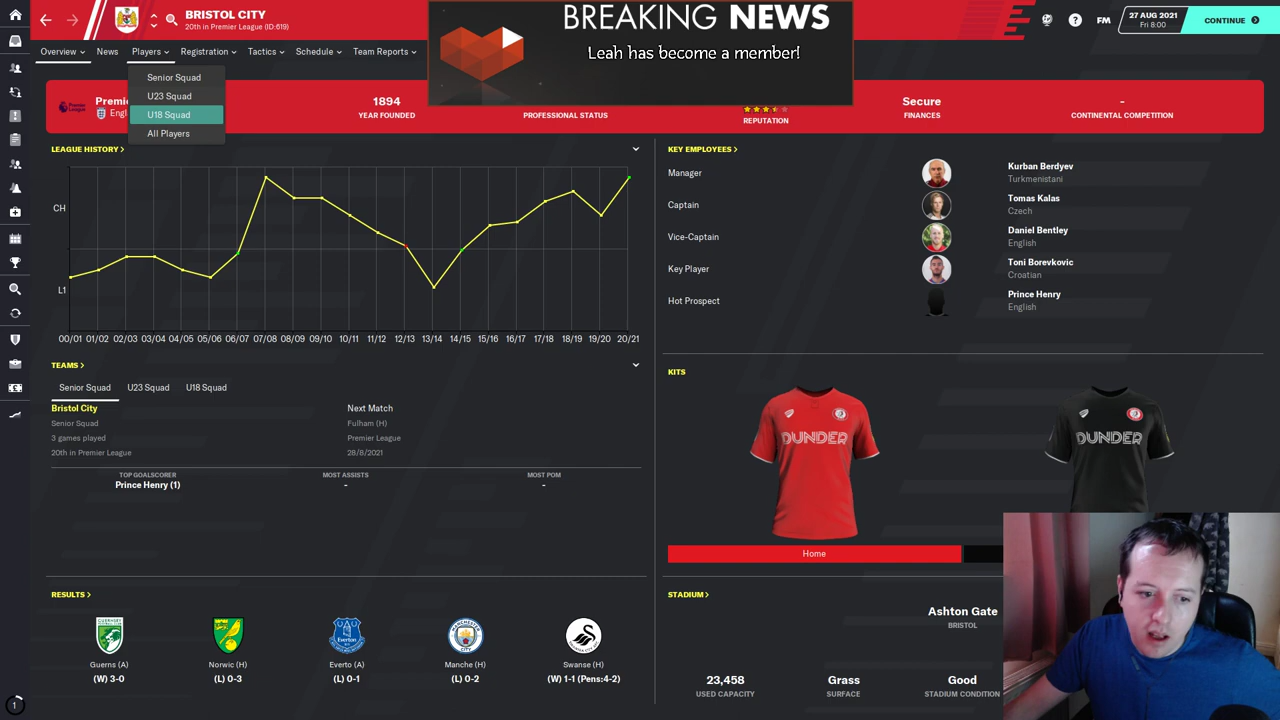 BRISTOL CITY
20th in Premier League (ID:619)
BREAKING NEWS
Leah has become a member!
FM
27 AUG 2021
Fri 8:00
CONTINUE
Overview
News
Players
Registration
Tactics
Schedule
Team Reports
Senior Squad
U23 Squad
U18 Squad
All Players
Premi
Engl
1894
YEAR FOUNDED
PROFESSIONAL STATUS
REPUTATION
Secure
FINANCES
-
CONTINENTAL COMPETITION
LEAGUE HISTORY >
CH
L1
00/01 01/02 02/03 03/04 04/05 05/06 06/07 07/08 08/09 09/10 10/11 11/12 12/13 13/14 14/15 15/16 16/17 17/18 18/19 19/20 20/21
KEY EMPLOYEES >
Manager
Kurban Berdyev
Turkmenistani
Captain
Tomas Kalas
Czech
Vice-Captain
Daniel Bentley
English
Key Player
Toni Borevkovic
Croatian
Hot Prospect
Prince Henry
English
TEAMS >
Senior Squad U23 Squad U18 Squad
Bristol City
Senior Squad
3 games played
20th in Premier League
Next Match
Fulham (H)
Premier League
28/8/2021
TOP GOALSCORER
Prince Henry (1)
MOST ASSISTS
-
MOST POM
-
KITS
DUNDER
DUNDER
Home
RESULTS >
Guerns (A)
(W) 3-0
Norwic (H)
(L) 0-3
Everto (A)
(L) 0-1
Manche (H)
(L) 0-2
Swanse (H)
(W) 1-1 (Pens:4-2)
STADIUM >
Ashton Gate
BRISTOL
23,458
USED CAPACITY
Grass
SURFACE
Good
STADIUM CONDITION
1